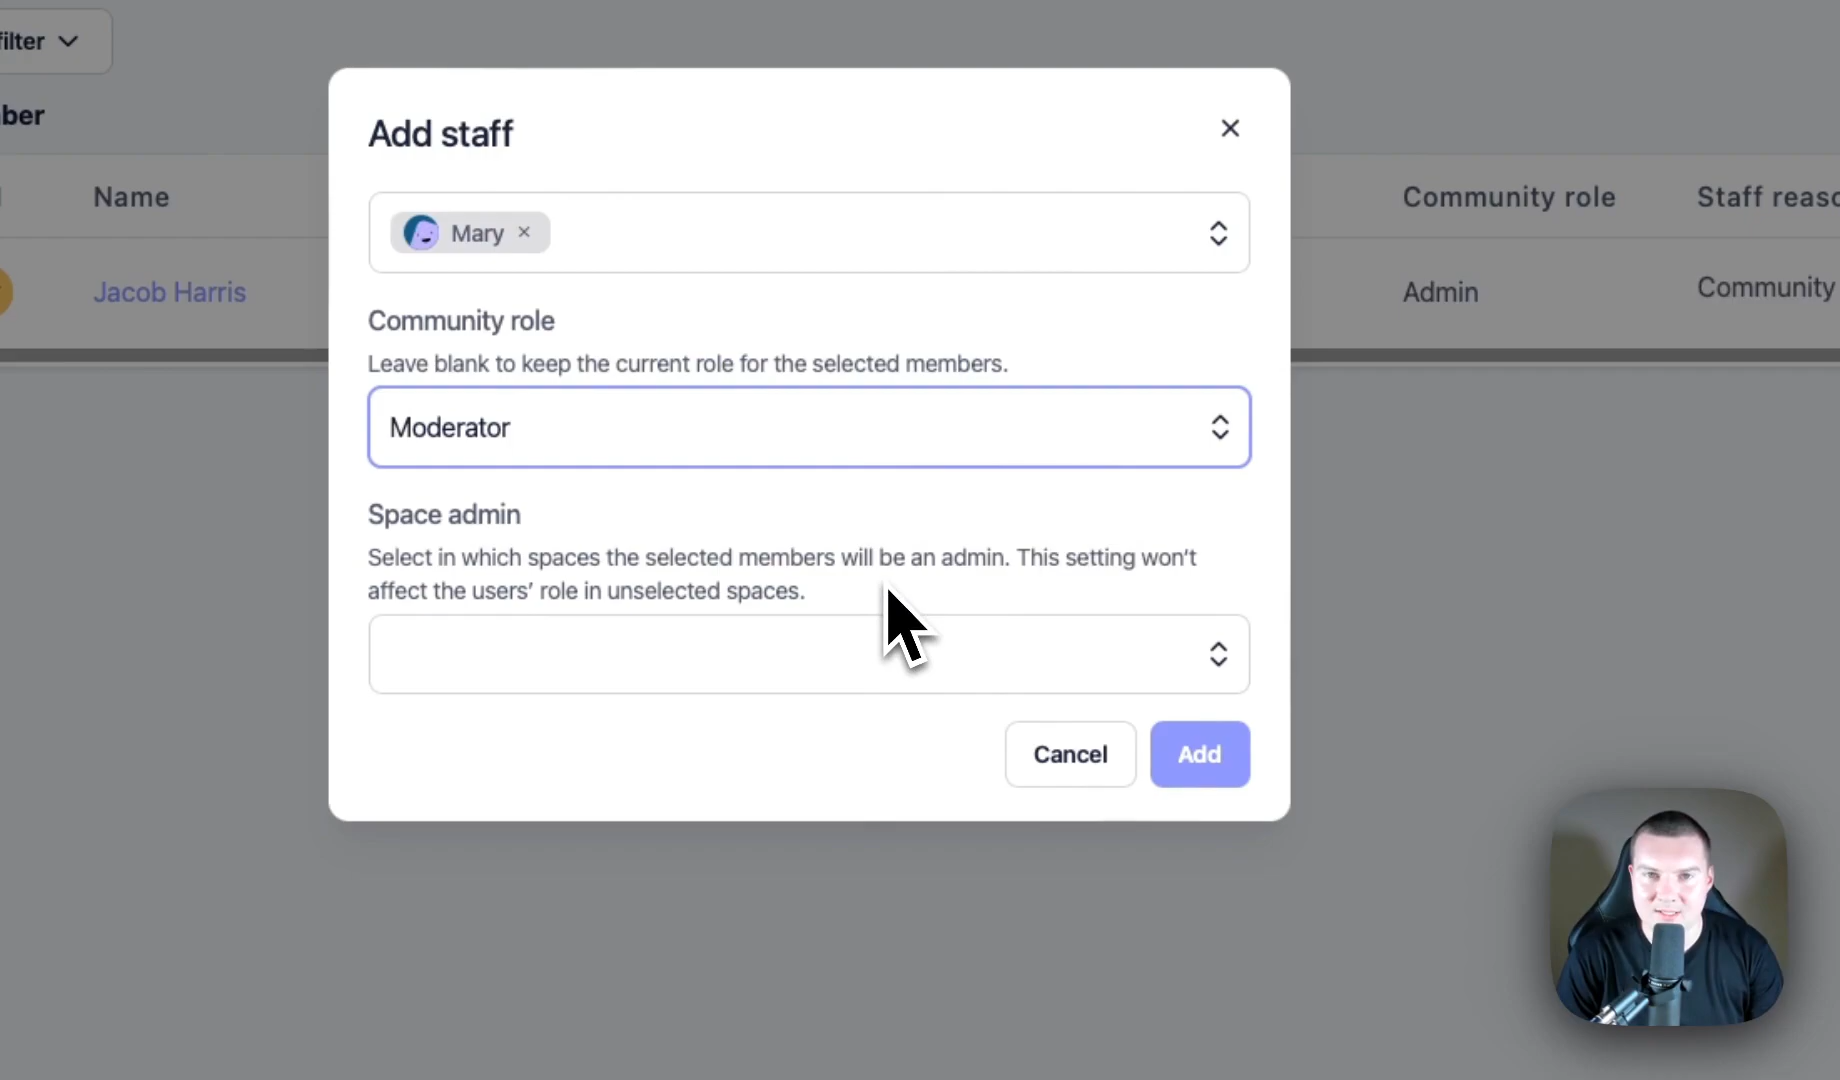 filter
ber
Add staff
Name
Mary
Community role
Staff reaso
Jacob Harris
Admin
Community
Community role
Leave blank to keep the current role for the selected members.
Moderator
Space admin
Select in which spaces the selected members will be an admin. This setting won't
affect the users' role in unselected spaces.
Cancel
Add